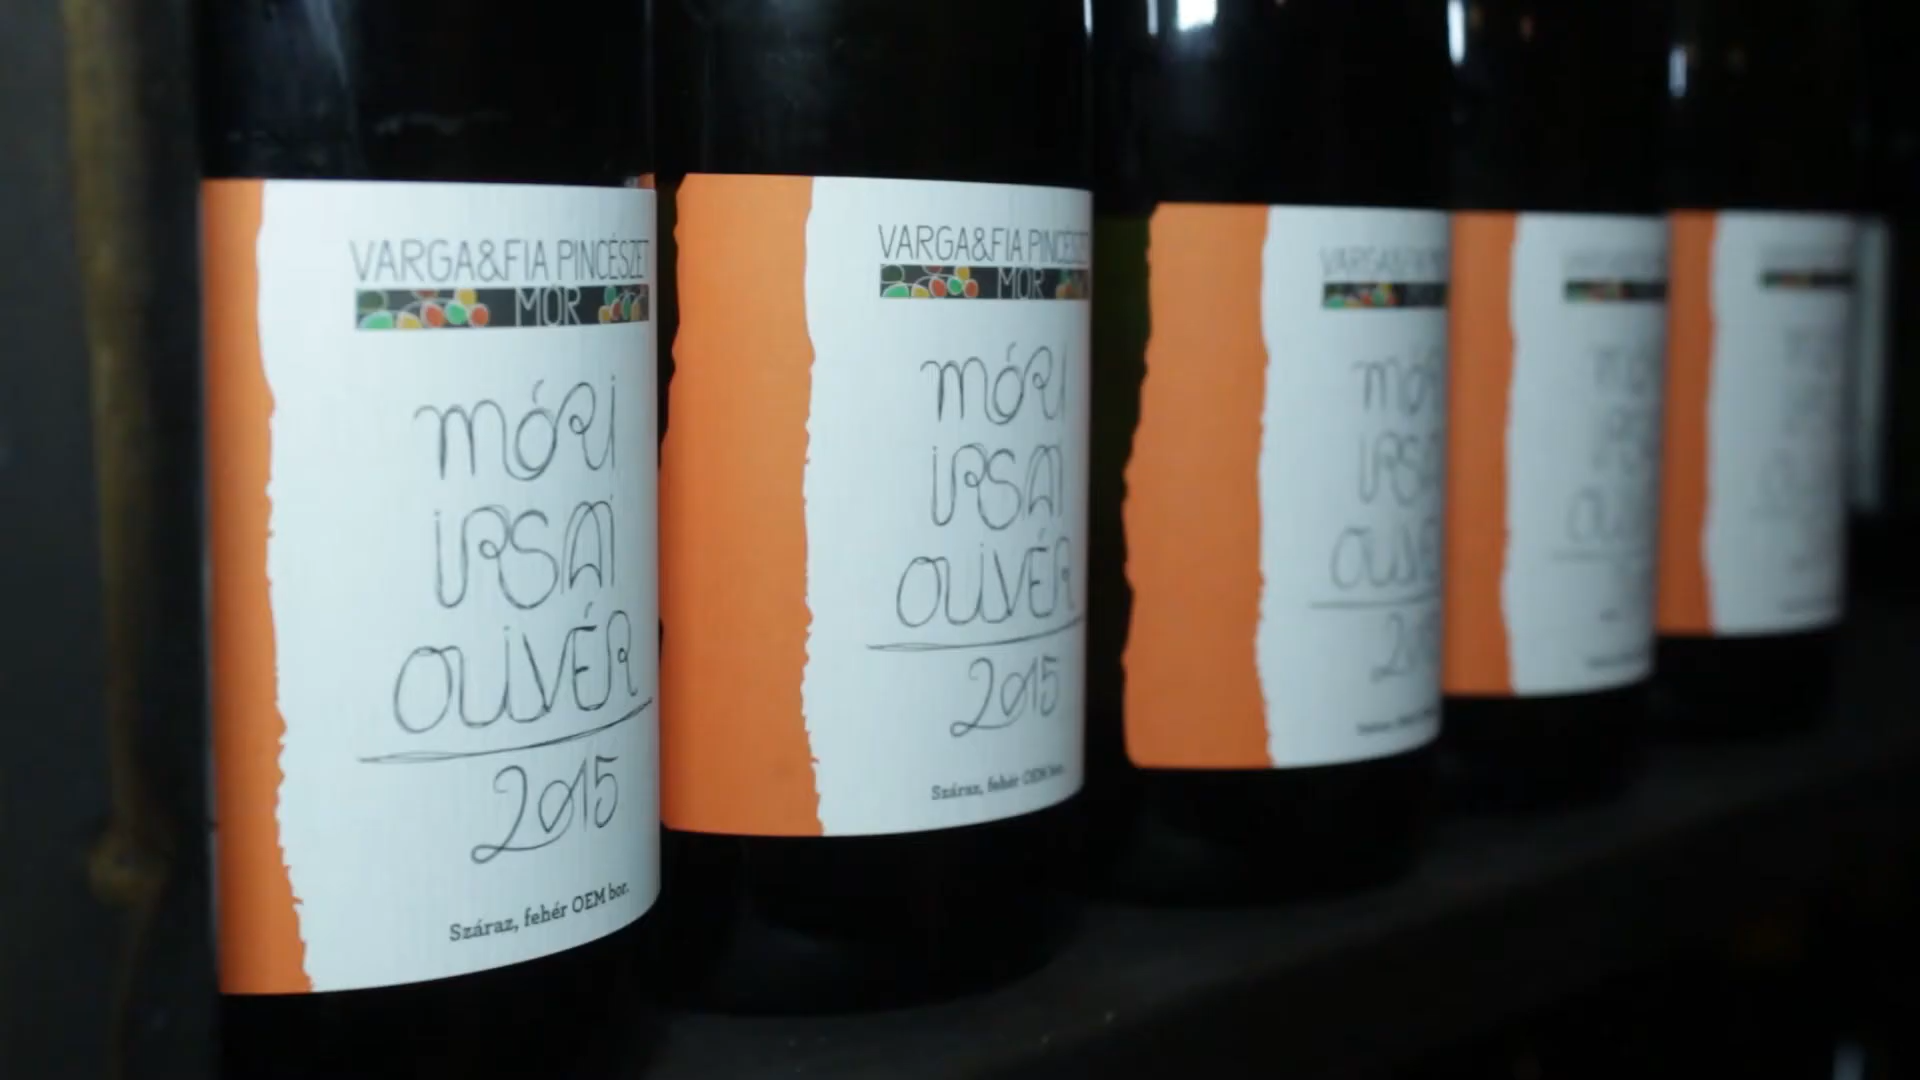 VARGA&FIA PINCÉSZET
MÓR
MÓRI
IRSAI
OLIVÉR
2015
Száraz, fehér OEM bor.
VARGA&FIA PINCÉSZET
MÓR
MÓRI
IRSAI
OLIVÉR
2015
Száraz, fehér OEM bor.